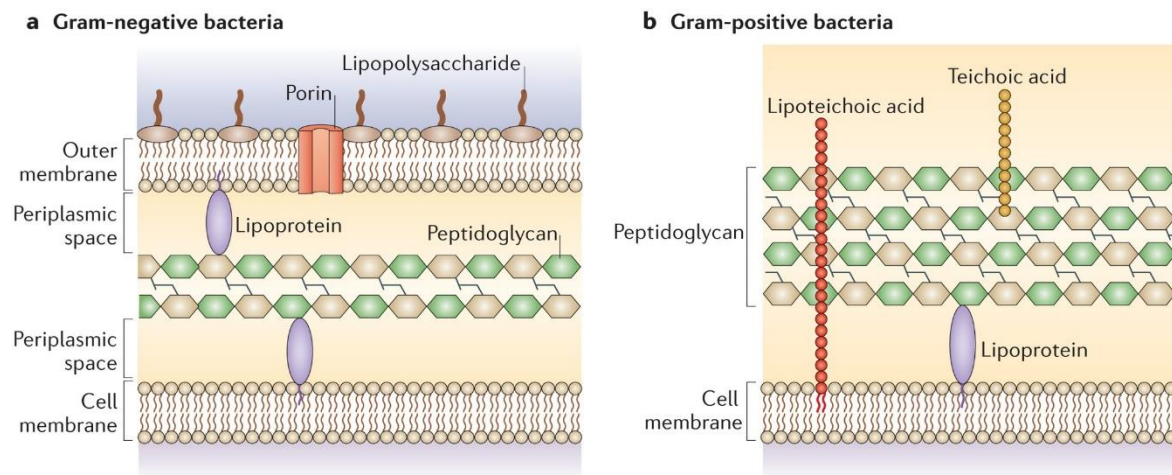 a Gram-negative bacteria
Lipopolysaccharide
Porin
Outer
membrane
Periplasmic
space
Lipoprotein
Peptidoglycan
Periplasmic
space
Cell
membrane
b Gram-positive bacteria
Teichoic acid
Lipoteichoic acid
Peptidoglycan
Lipoprotein
Cell
membrane